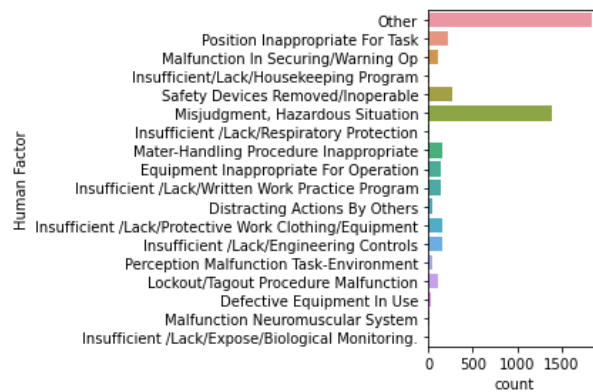 Other
Position Inappropriate For Task
Malfunction In Securing/Warning Op
Insufficient/Lack/Housekeeping Program
Safety Devices Removed/Inoperable
Misjudgment, Hazardous Situation
Insufficient /Lack/Respiratory Protection
Mater-Handling Procedure Inappropriate
Equipment Inappropriate For Operation
Insufficient /Lack/Written Work Practice Program
Distracting Actions By Others
Insufficient /Lack/Protective Work Clothing/Equipment
Insufficient /Lack/Engineering Controls
Perception Malfunction Task-Environment
Lockout/Tagout Procedure Malfunction
Defective Equipment In Use
Malfunction Neuromuscular System
Insufficient /Lack/Expose/Biological Monitoring.
Human Factor
0 500 1000 1500
count